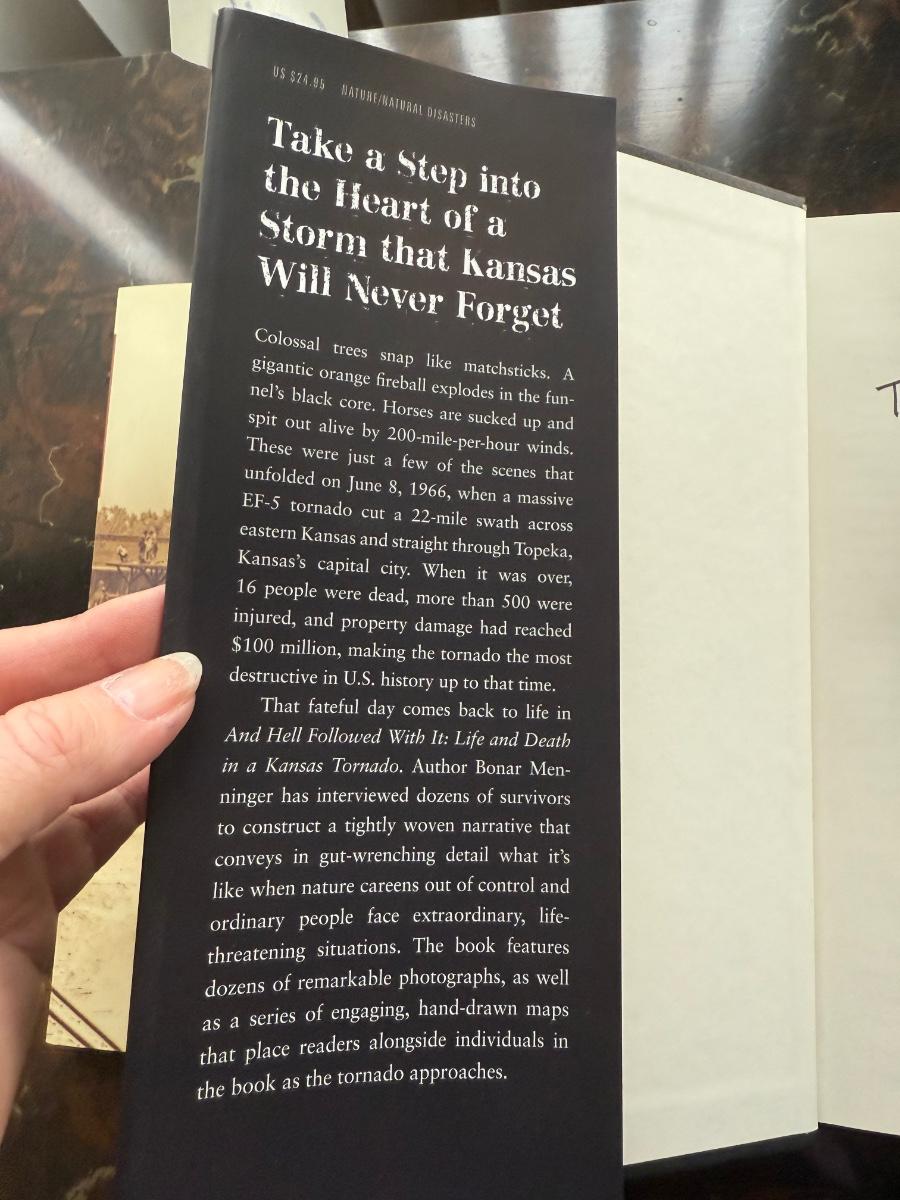 US $24.95 NATURE/NATURAL DISASTERS
Take a Step into
the Heart of a
Storm that Kansas
Will Never Forget
Colossal trees snap like matchsticks. A
gigantic orange fireball explodes in the fun-
nel's black core. Horses are sucked up and
spit out alive by 200-mile-per-hour winds.
These were just a few of the scenes that
unfolded on June 8, 1966, when a massive
EF-5 tornado cut a 22-mile swath across
eastern Kansas and straight through Topeka,
Kansas's capital city. When it was over,
16 people were dead, more than 500 were
injured, and property damage had reached
$100 million, making the tornado the most
destructive in U.S. history up to that time.
That fateful day comes back to life in
And Hell Followed With It: Life and Death
in a Kansas Tornado. Author Bonar Men-
ninger has interviewed dozens of survivors
to construct a tightly woven narrative that
conveys in gut-wrenching detail what it's
like when nature careens out of control and
ordinary people face extraordinary, life-
threatening situations. The book features
dozens of remarkable photographs, as well
as a series of engaging, hand-drawn maps
that place readers alongside individuals in
the book as the tornado approaches.